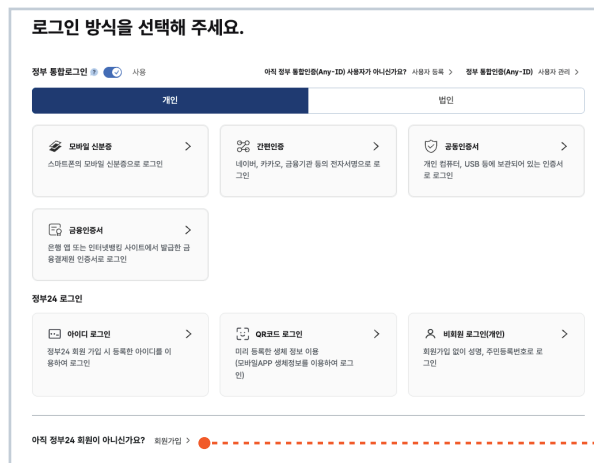 로그인 방식을 선택해 주세요.
정부 통합로그인 ? 사용
아직 정부 통합인증(Any-ID) 사용자가 아니신가요? 사용자 등록 >
정부 통합인증(Any-ID) 사용자 관리 >
개인
법인
모바일 신분증 >
스마트폰의 모바일 신분증으로 로그인
간편인증 >
네이버, 카카오, 금융기관 등의 전자서명으로 로
그인
공동인증서 >
개인 컴퓨터, USB 등에 보관되어 있는 인증서
로 로그인
금융인증서 >
은행 앱 또는 인터넷뱅킹 사이트에서 발급한 금
융결제원 인증서로 로그인
정부24 로그인
아이디 로그인 >
정부24 회원 가입 시 등록한 아이디를 이
용하여 로그인
QR코드 로그인 >
미리 등록한 생체 정보 이용
(모바일APP 생체정보를 이용하여 로그
인)
비회원 로그인(개인) >
회원가입 없이 성명, 주민등록번호로 로
그인
아직 정부24 회원이 아니신가요? 회원가입 >